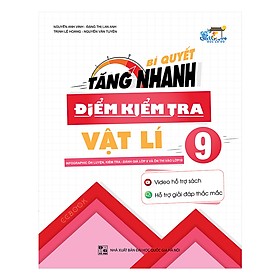 NGUYỄN ANH VINH - ĐẶNG THỊ LAN ANH
TRỊNH LÊ HOÀNG - NGUYỄN VĂN TUYÊN
BÍ QUYẾT
TĂNG NHANH
ĐIỂM KIỂM TRA
VẬT LÍ
9
Video hỗ trợ sách
Hỗ trợ giải đáp thắc mắc
CCBOOK
NHÀ XUẤT BẢN ĐẠI HỌC QUỐC GIA HÀ NỘI